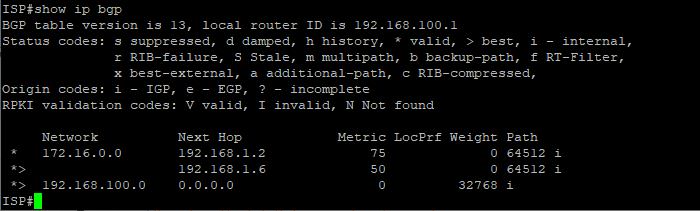 ISP#show ip bgp
BGP table version is 13, local router ID is 192.168.100.1
Status codes: s suppressed, d damped, h history, * valid, > best, i - internal,
              r RIB-failure, S Stale, m multipath, b backup-path, f RT-Filter,
              x best-external, a additional-path, c RIB-compressed,
Origin codes: i - IGP, e - EGP, ? - incomplete
RPKI validation codes: V valid, I invalid, N Not found

     Network          Next Hop            Metric LocPrf Weight Path
 *   172.16.0.0       192.168.1.2             75             0 64512 i
 *>                   192.168.1.6             50             0 64512 i
 *>  192.168.100.0    0.0.0.0                  0         32768 i
ISP#